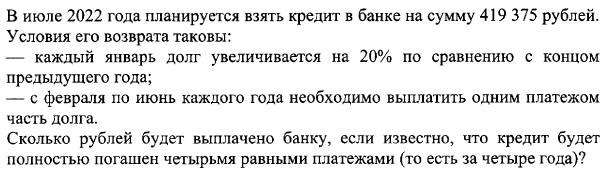 В июле 2022 года планируется взять кредит в банке на сумму 419 375 рублей.
Условия его возврата таковы:
— каждый январь долг увеличивается на 20% по сравнению с концом
предыдущего года;
— с февраля по июнь каждого года необходимо выплатить одним платежом
часть долга.
Сколько рублей будет выплачено банку, если известно, что кредит будет
полностью погашен четырьмя равными платежами (то есть за четыре года)?